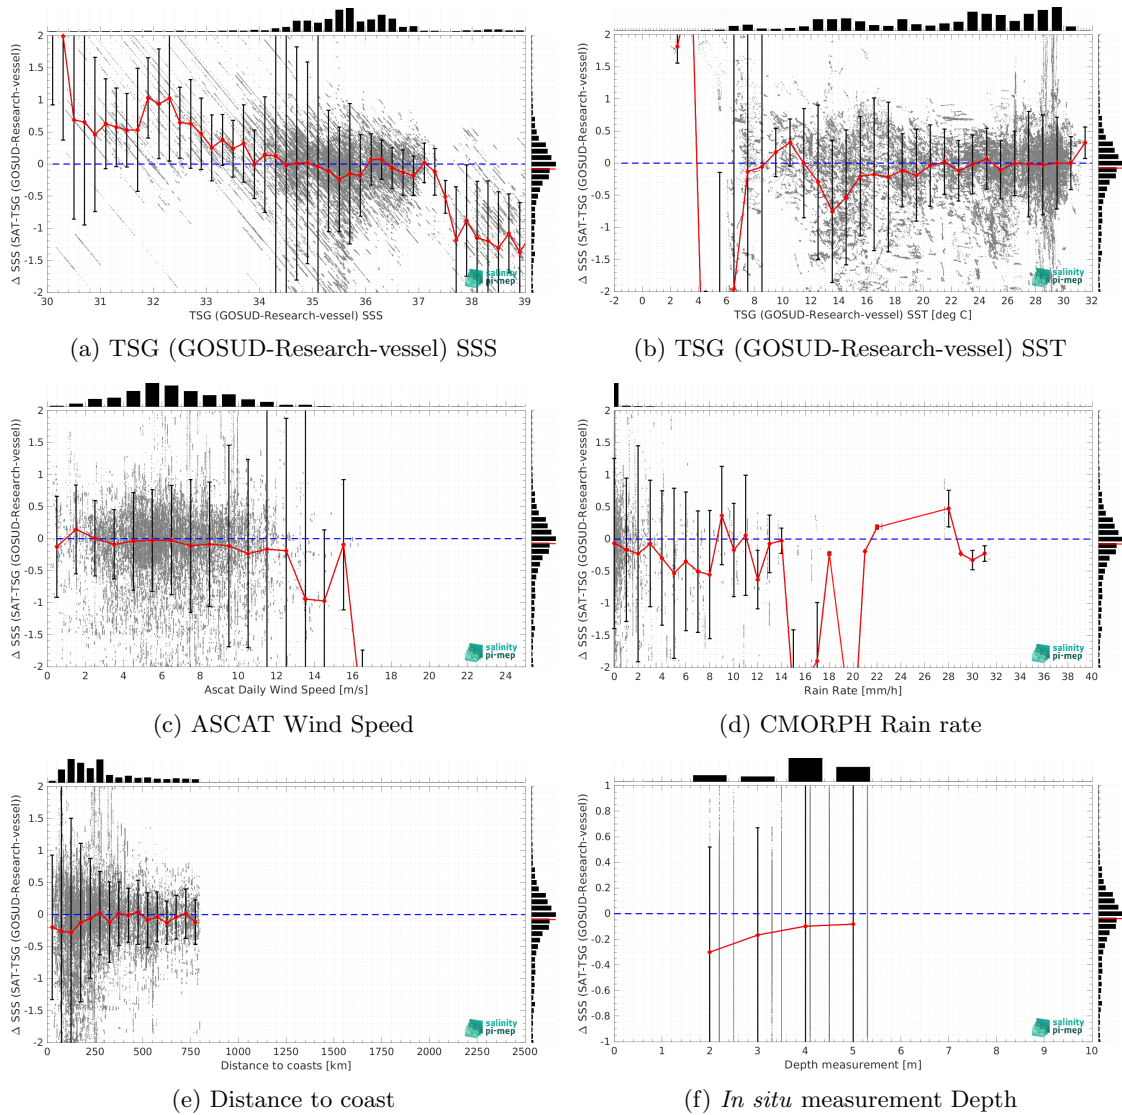 2
1.5
1
0.5
0
-0.5
-1
-1.5
-2
Δ SSS (SAT-TSG (GOSUD-Research-vessel))
30 31 32 33 34 35 36 37 38 39
TSG (GOSUD-Research-vessel) SSS
salinity
pi-mep
(a) TSG (GOSUD-Research-vessel) SSS
2
1.5
1
0.5
0
-0.5
-1
-1.5
-2
Δ SSS (SAT-TSG (GOSUD-Research-vessel))
-2 0 2 4 6 8 10 12 14 16 18 20 22 24 26 28 30 32
TSG (GOSUD-Research-vessel) SST [deg C]
salinity
pi-mep
(b) TSG (GOSUD-Research-vessel) SST
2
1.5
1
0.5
0
-0.5
-1
-1.5
-2
Δ SSS (SAT-TSG (GOSUD-Research-vessel))
0 2 4 6 8 10 12 14 16 18 20 22 24
Ascat Daily Wind Speed [m/s]
salinity
pi-mep
(c) ASCAT Wind Speed
2
1.5
1
0.5
0
-0.5
-1
-1.5
-2
Δ SSS (SAT-TSG (GOSUD-Research-vessel))
0 2 4 6 8 10 12 14 16 18 20 22 24 26 28 30 32 34 36 38 40
Rain Rate [mm/h]
salinity
pi-mep
(d) CMORPH Rain rate
2
1.5
1
0.5
0
-0.5
-1
-1.5
-2
Δ SSS (SAT-TSG (GOSUD-Research-vessel))
0 250 500 750 1000 1250 1500 1750 2000 2250 2500
Distance to coasts [km]
salinity
pi-mep
(e) Distance to coast
1
0.8
0.6
0.4
0.2
0
-0.2
-0.4
-0.6
-0.8
-1
Δ SSS (SAT-TSG (GOSUD-Research-vessel))
0 1 2 3 4 5 6 7 8 9 10
Depth measurement [m]
salinity
pi-mep
(f) In situ measurement Depth